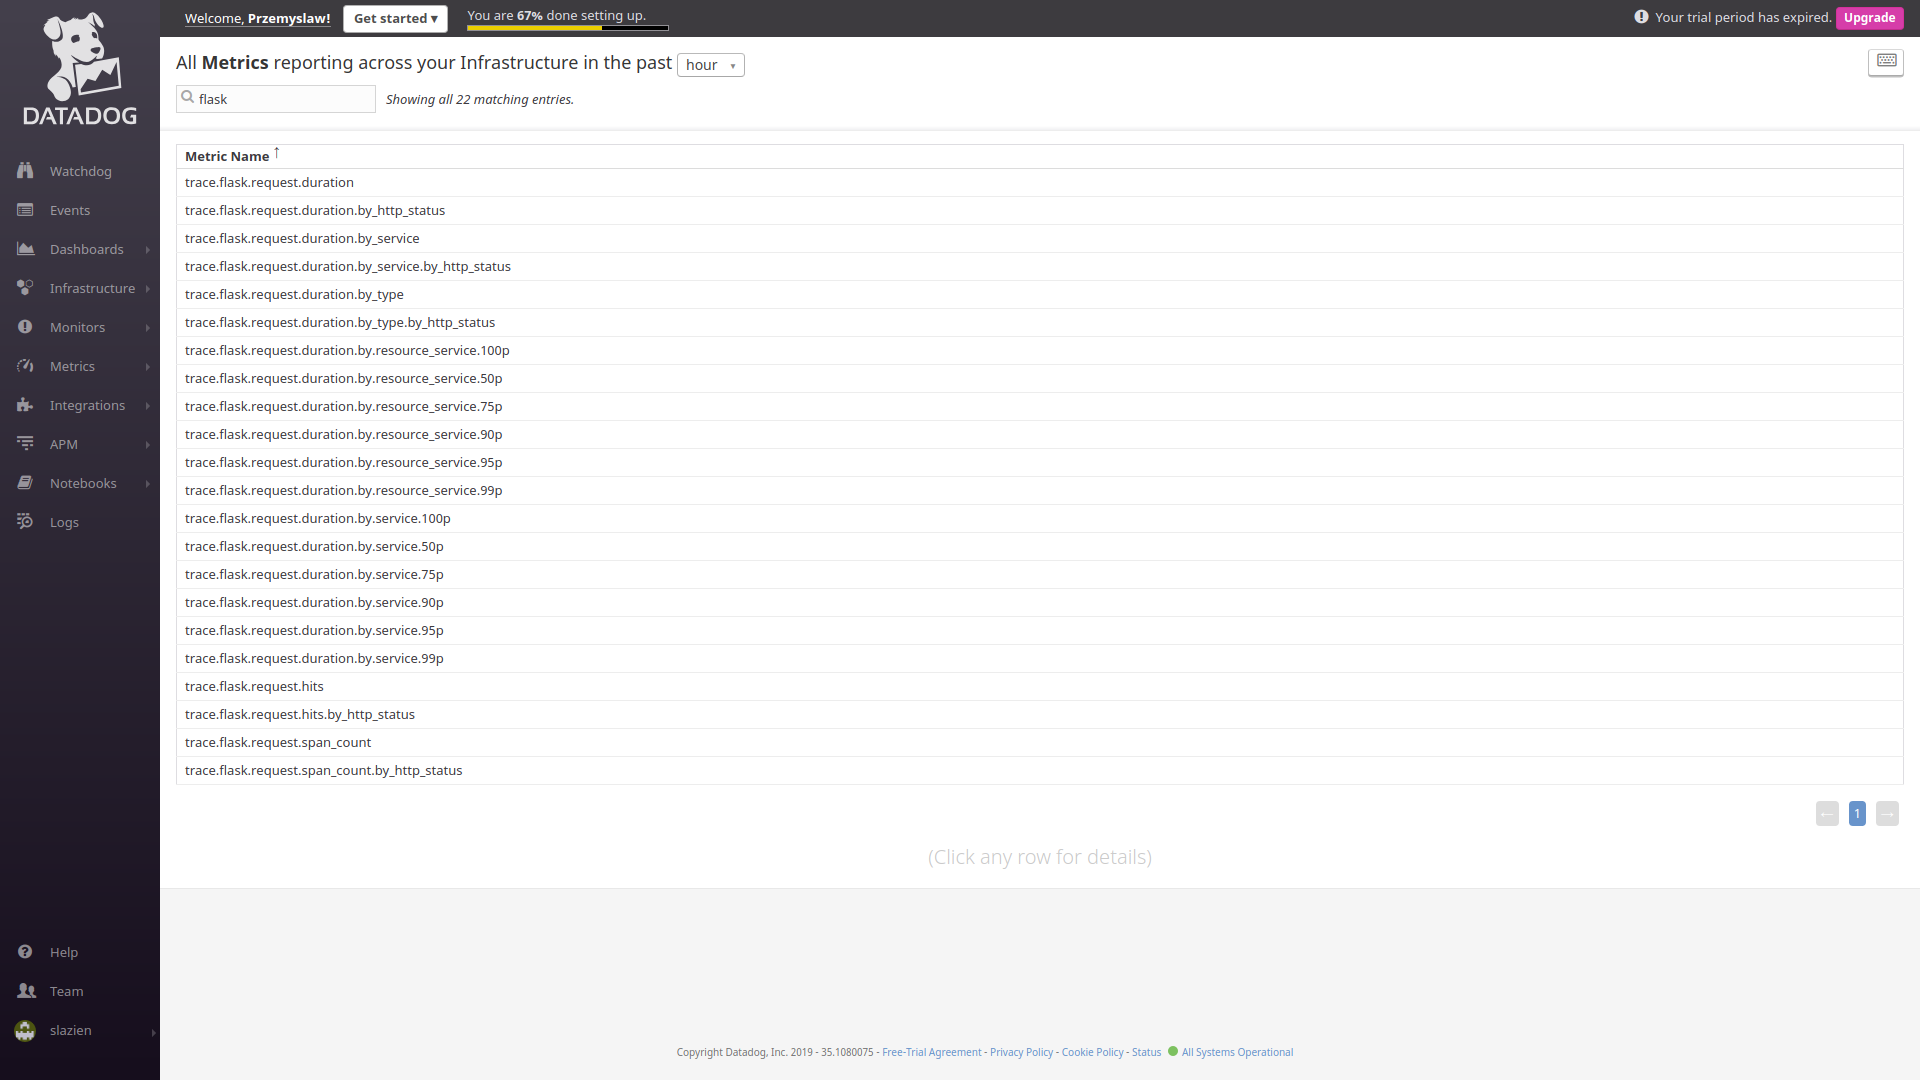 Welcome, Przemyslaw! Get started ▾ You are 67% done setting up. Your trial period has expired. Upgrade
DATADOG
Watchdog
Events
Dashboards
Infrastructure
Monitors
Metrics
Integrations
APM
Notebooks
Logs
Help
Team
slazien
All Metrics reporting across your Infrastructure in the past hour
flask Showing all 22 matching entries.
Metric Name ↑
trace.flask.request.duration
trace.flask.request.duration.by_http_status
trace.flask.request.duration.by_service
trace.flask.request.duration.by_service.by_http_status
trace.flask.request.duration.by_type
trace.flask.request.duration.by_type.by_http_status
trace.flask.request.duration.by.resource_service.100p
trace.flask.request.duration.by.resource_service.50p
trace.flask.request.duration.by.resource_service.75p
trace.flask.request.duration.by.resource_service.90p
trace.flask.request.duration.by.resource_service.95p
trace.flask.request.duration.by.resource_service.99p
trace.flask.request.duration.by.service.100p
trace.flask.request.duration.by.service.50p
trace.flask.request.duration.by.service.75p
trace.flask.request.duration.by.service.90p
trace.flask.request.duration.by.service.95p
trace.flask.request.duration.by.service.99p
trace.flask.request.hits
trace.flask.request.hits.by_http_status
trace.flask.request.span_count
trace.flask.request.span_count.by_http_status
← 1 →
(Click any row for details)
Copyright Datadog, Inc. 2019 - 35.1080075 - Free-Trial Agreement - Privacy Policy - Cookie Policy - Status All Systems Operational